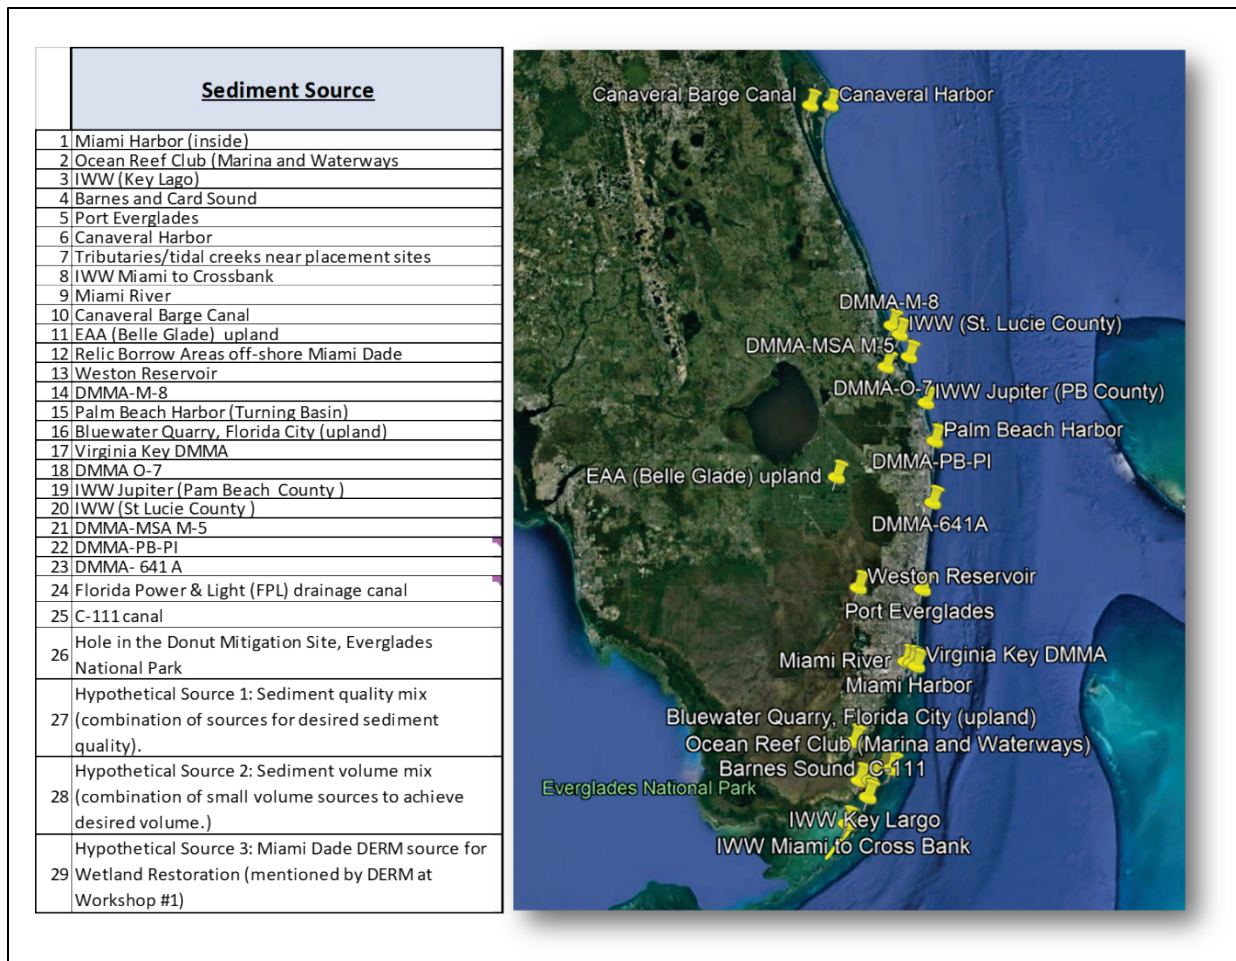 Sediment Source
1 Miami Harbor (inside)
2 Ocean Reef Club (Marina and Waterways
3 IWW (Key Lago)
4 Barnes and Card Sound
5 Port Everglades
6 Canaveral Harbor
7 Tributaries/tidal creeks near placement sites
8 IWW Miami to Crossbank
9 Miami River
10 Canaveral Barge Canal
11 EAA (Belle Glade) upland
12 Relic Borrow Areas off-shore Miami Dade
13 Weston Reservoir
14 DMMA-M-8
15 Palm Beach Harbor (Turning Basin)
16 Bluewater Quarry, Florida City (upland)
17 Virginia Key DMMA
18 DMMA O-7
19 IWW Jupiter (Pam Beach County )
20 IWW (St Lucie County )
21 DMMA-MSA M-5
22 DMMA-PB-PI
23 DMMA- 641 A
24 Florida Power & Light (FPL) drainage canal
25 C-111 canal
26 Hole in the Donut Mitigation Site, Everglades
National Park
Hypothetical Source 1: Sediment quality mix
27 (combination of sources for desired sediment
quality).
Hypothetical Source 2: Sediment volume mix
28 (combination of small volume sources to achieve
desired volume.)
Hypothetical Source 3: Miami Dade DERM source for
29 Wetland Restoration (mentioned by DERM at
Workshop #1)
Canaveral Barge Canal
Canaveral Harbor
DMMA-M-8
IWW (St. Lucie County)
DMMA-MSA M-5
DMMA-O-7
IWW Jupiter (PB County)
Palm Beach Harbor
DMMA-PB-PI
EAA (Belle Glade) upland
DMMA-641A
Weston Reservoir
Port Everglades
Miami River
Virginia Key DMMA
Miami Harbor
Bluewater Quarry, Florida City (upland)
Ocean Reef Club (Marina and Waterways)
Barnes Sound
C-111
Everglades National Park
IWW Key Largo
IWW Miami to Cross Bank